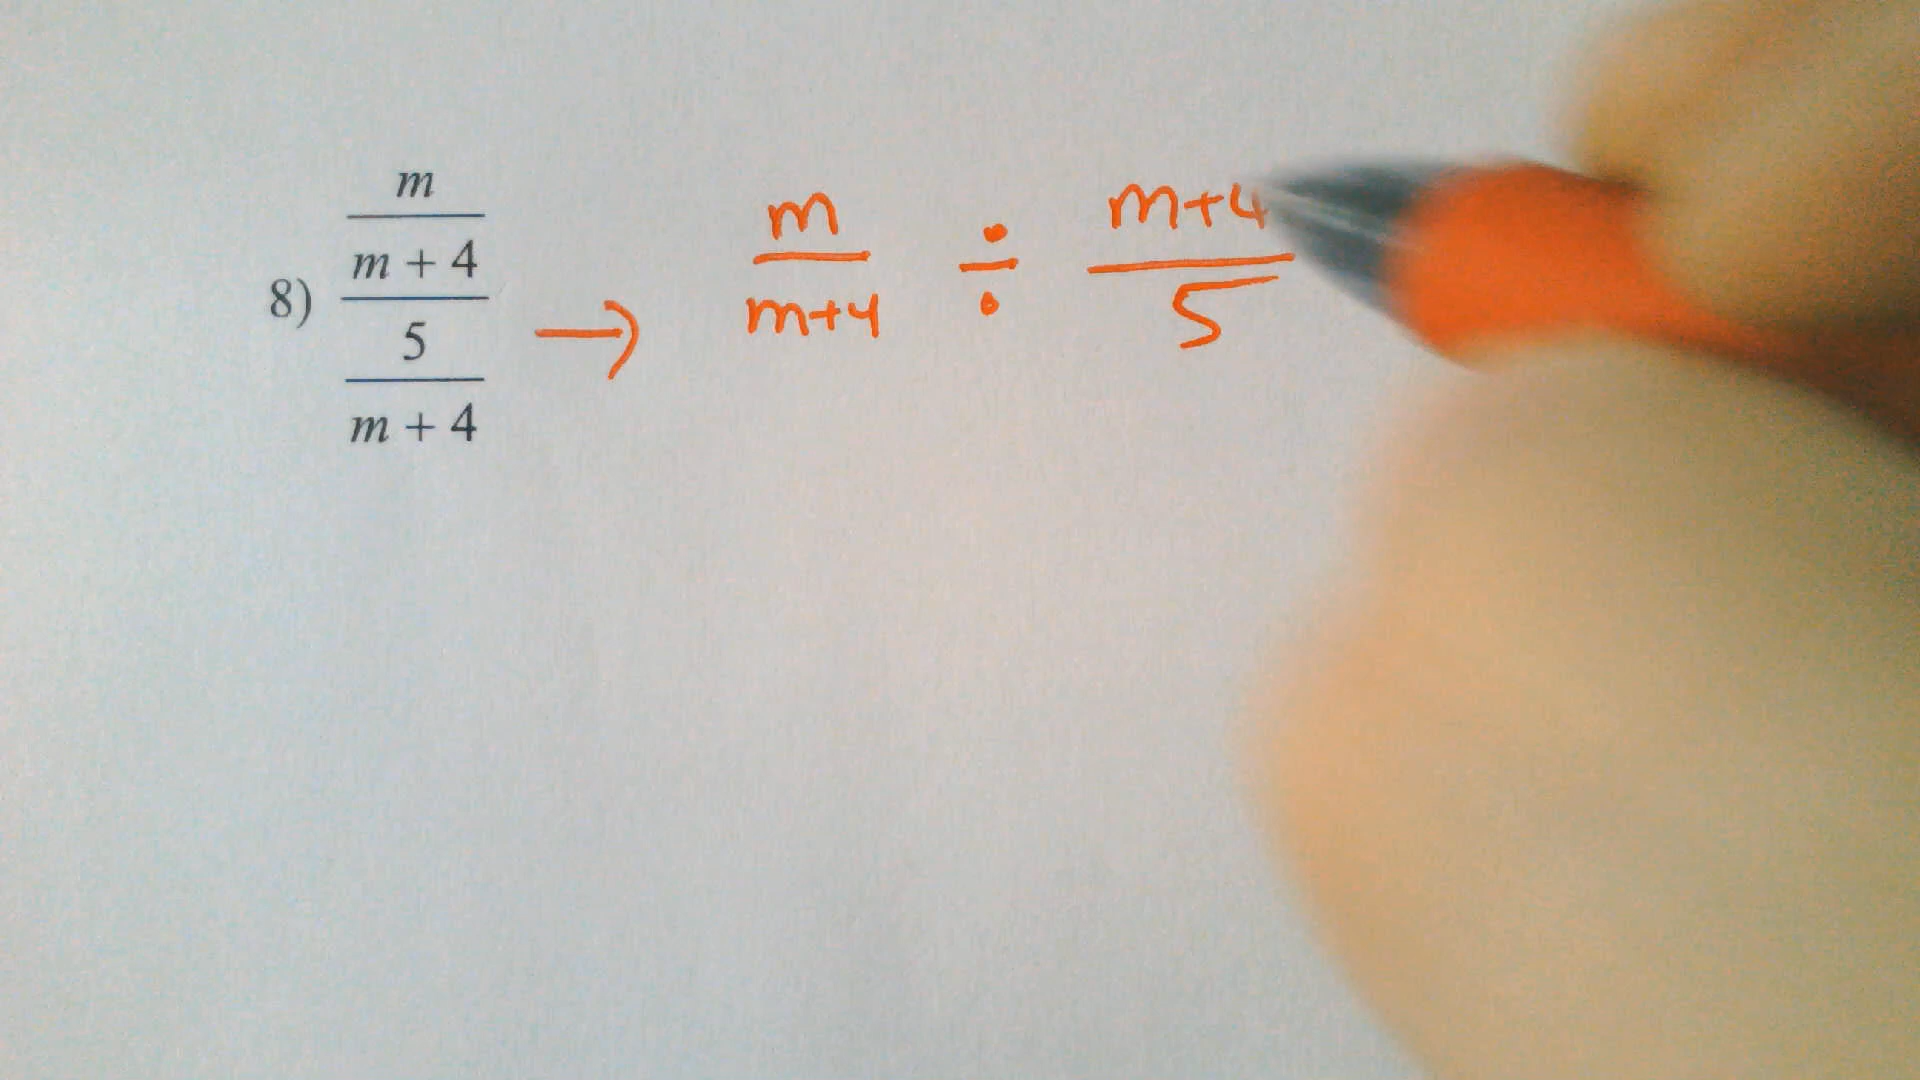 8) m / m + 4 / 5 / m + 4 → m / m+4 ÷ m+4 / 5